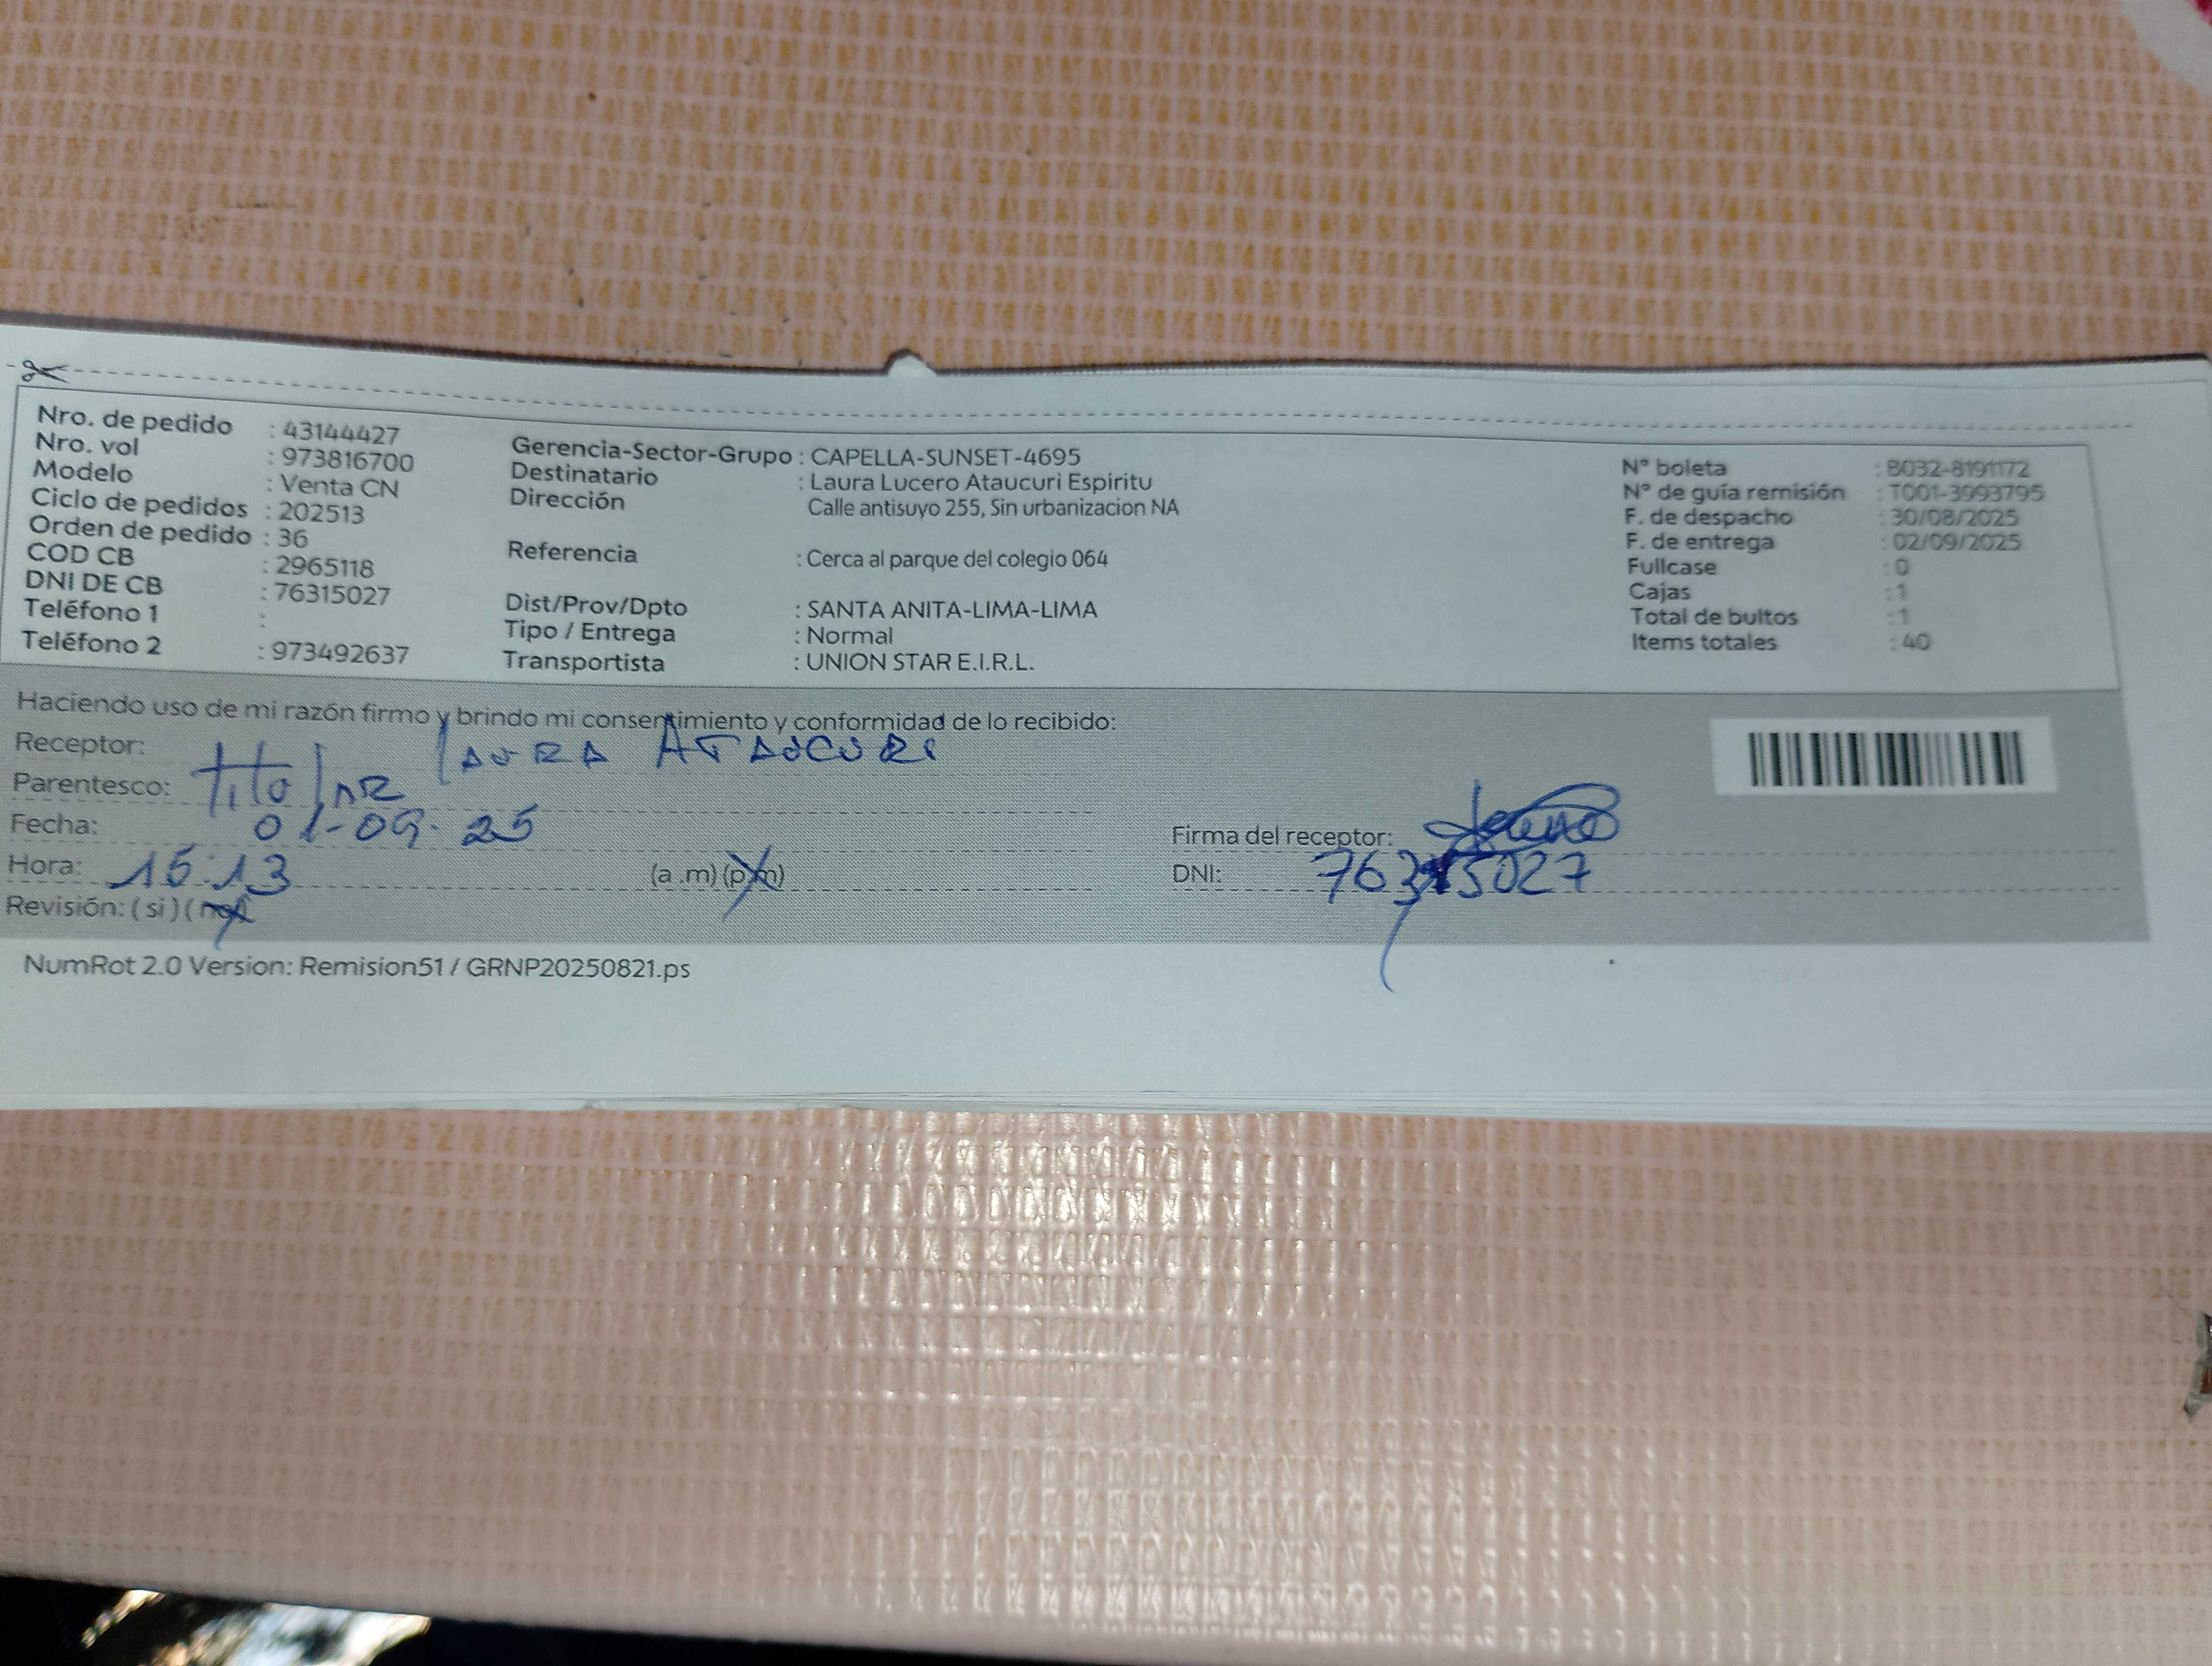 Nro. de pedido : 43144427
Nro. vol : 973816700
Modelo : Venta CN
Ciclo de pedidos : 202513
Orden de pedido : 36
COD CB : 2965118
DNI DE CB : 76315027
Teléfono 1 :
Teléfono 2 : 973492637
Gerencia-Sector-Grupo : CAPELLA-SUNSET-4695
Destinatario : Laura Lucero Ataucuri Espiritu
Dirección Calle antisuyo 255, Sin urbanizacion NA
Referencia : Cerca al parque del colegio 064
Dist/Prov/Dpto : SANTA ANITA-LIMA-LIMA
Tipo / Entrega : Normal
Transportista : UNION STAR E.I.R.L.
N° boleta : B032-8191172
N° de guía remisión : T001-3993795
F. de despacho : 30/08/2025
F. de entrega : 02/09/2025
Fullcase : 0
Cajas : 1
Total de bultos : 1
Items totales : 40
Haciendo uso de mi razón firmo y brindo mi consentimiento y conformidad de lo recibido:
Receptor: lAURA ATAUCURI
Parentesco: titolar
Fecha: 01-09-25
Hora: 15:13 (a .m) (p.m)
Revisión: ( si ) ( no )
Firma del receptor:
DNI: 76315027
NumRot 2.0 Version: Remision51 / GRNP20250821.ps